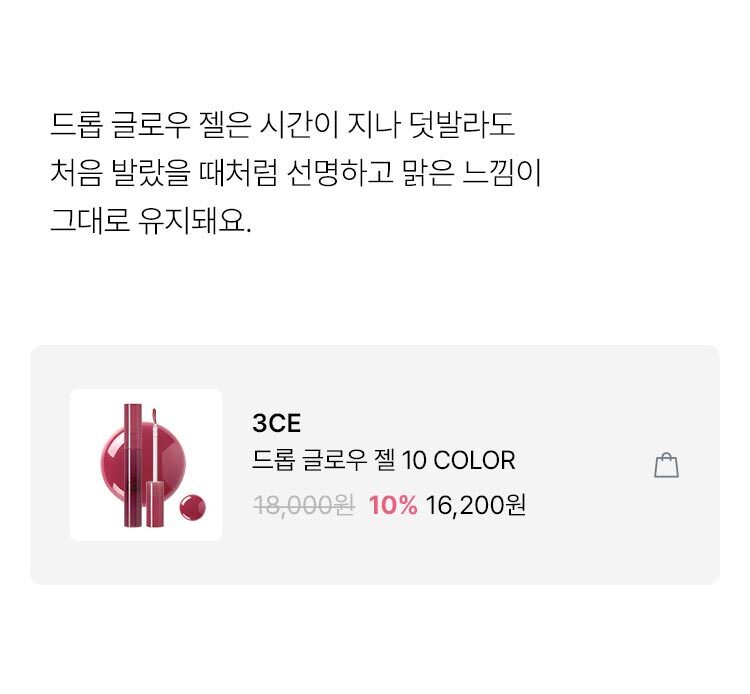 드롭 글로우 젤은 시간이 지나 덧발라도
처음 발랐을 때처럼 선명하고 맑은 느낌이
그대로 유지돼요.
3CE
드롭 글로우 젤 10 COLOR
18,000원 10% 16,200원